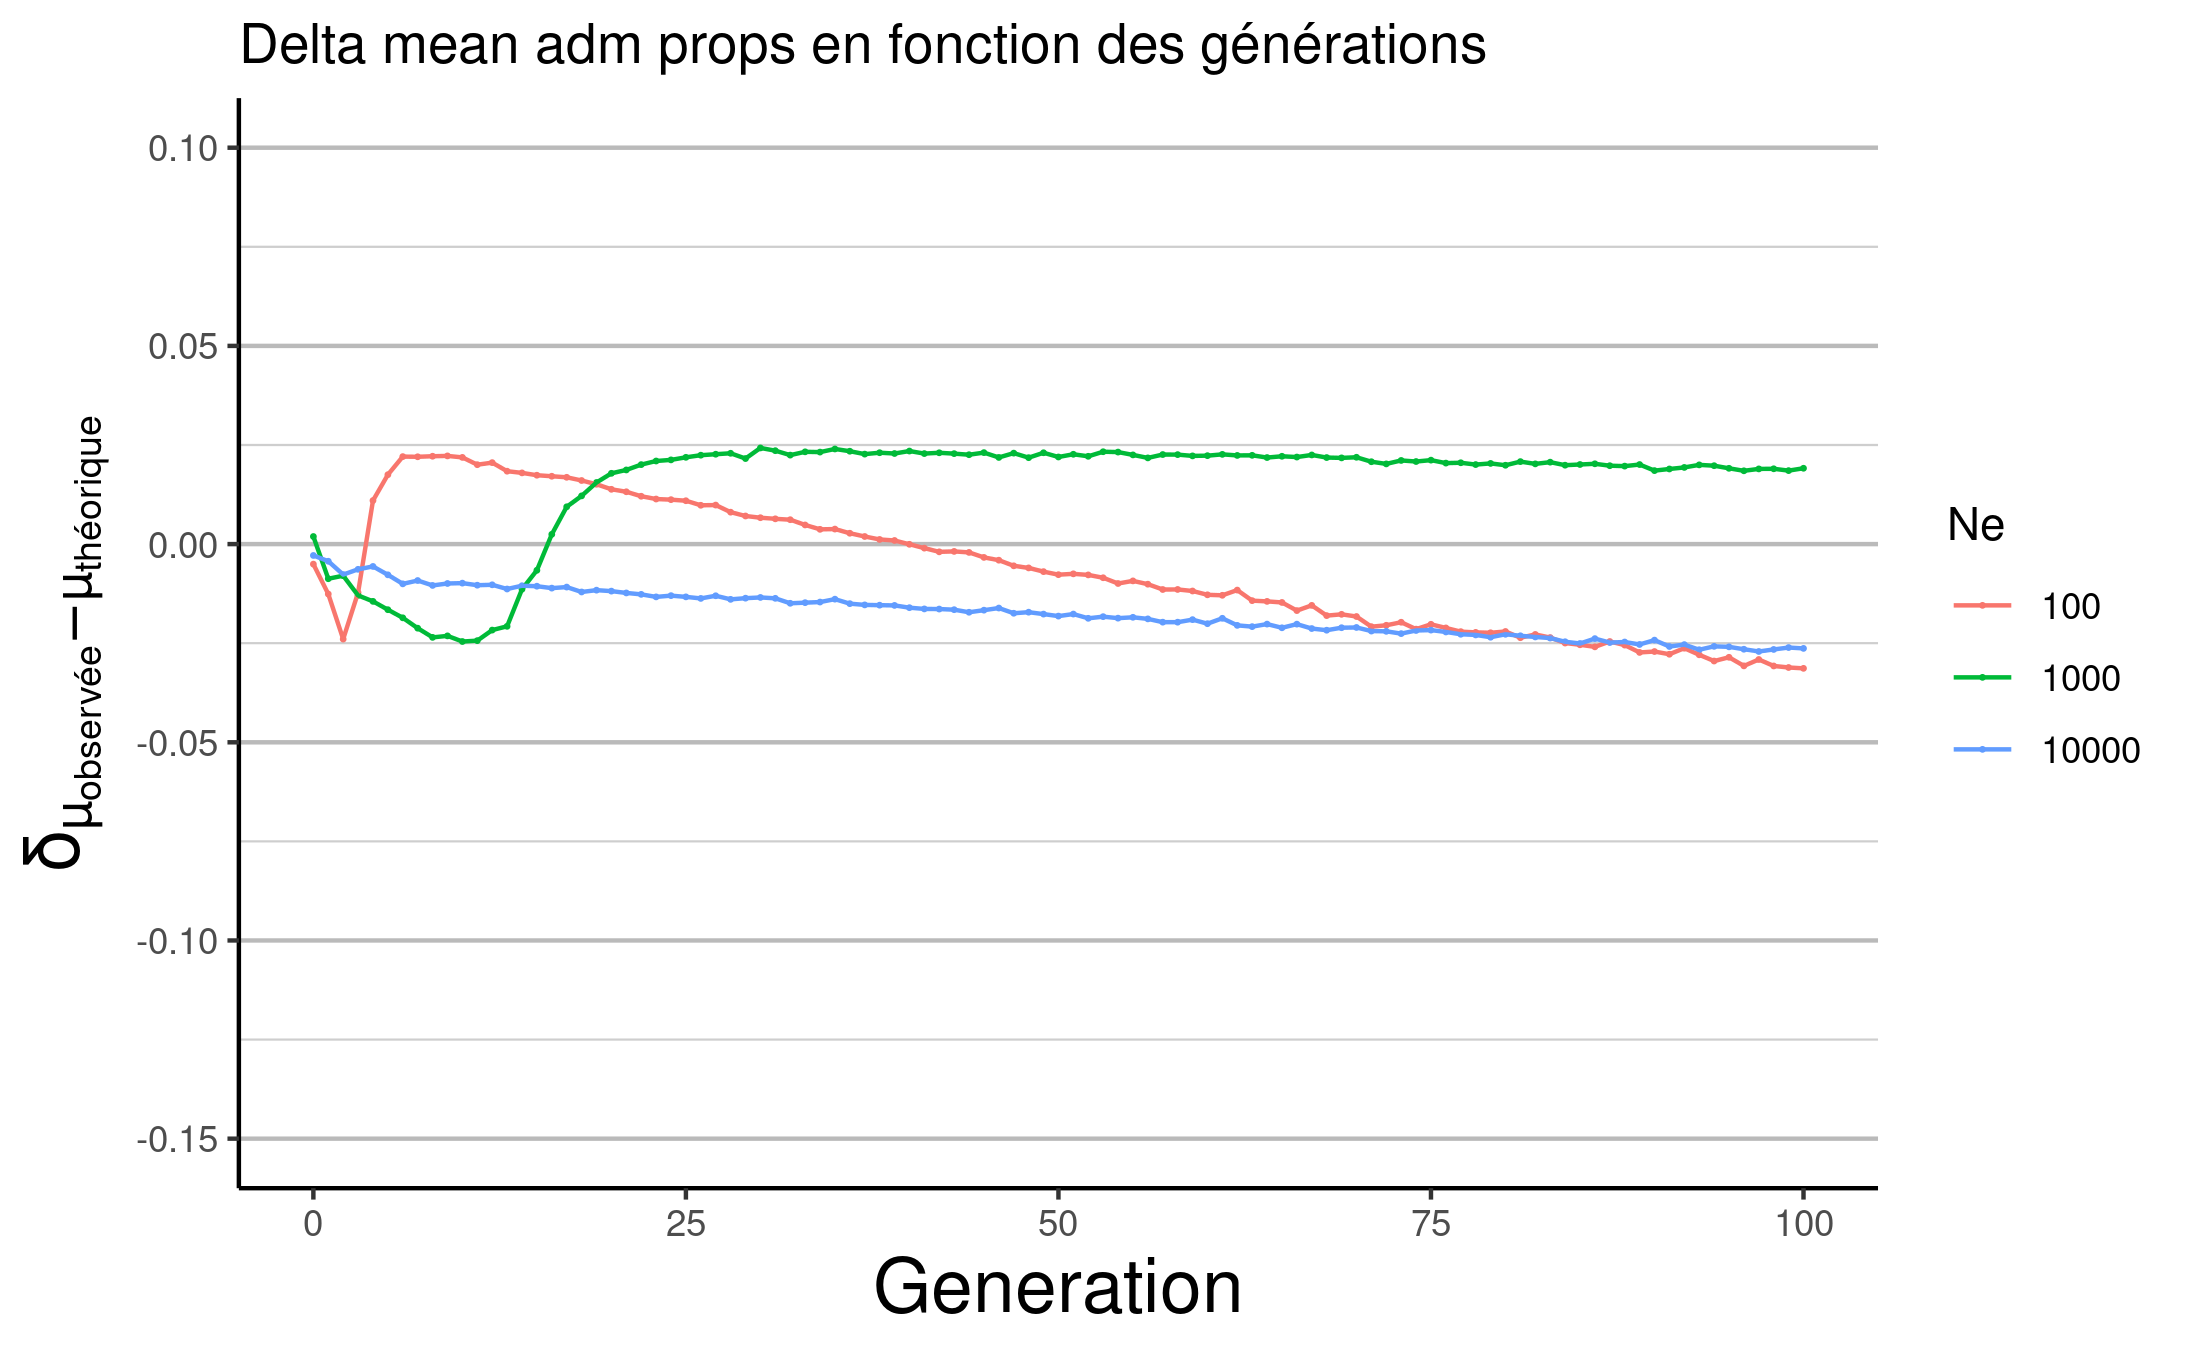 Delta mean adm props en fonction des générations
δμobservée−μthéorique
0.10
0.05
0.00
-0.05
-0.10
-0.15
0 25 50 75 100
Generation
Ne
100
1000
10000